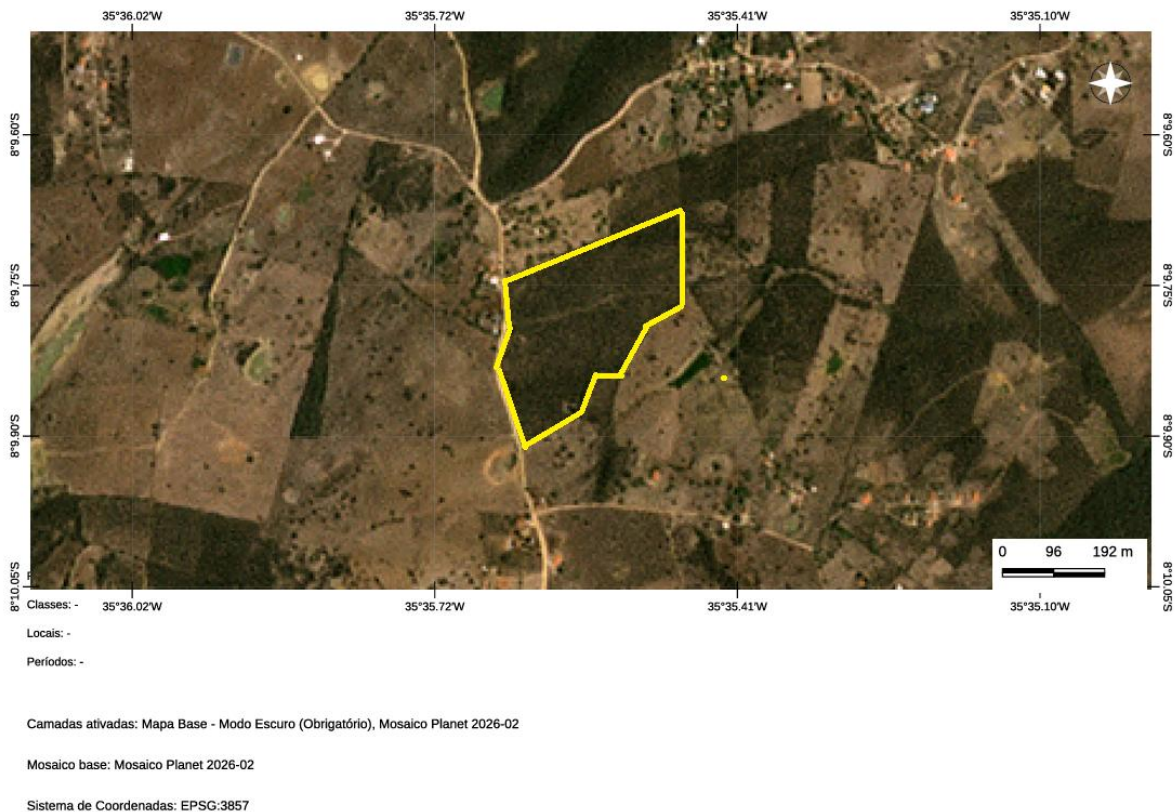 35°36.02'W 35°35.72'W 35°35.41'W 35°35.10'W
8°9.60'S 8°9.60'S
8°9.75'S 8°9.75'S
8°9.90'S 8°9.90'S
0 96 192 m
8°10.05'S 8°10.05'S
35°36.02'W 35°35.72'W 35°35.41'W 35°35.10'W
Classes: -
Locais: -
Períodos: -
Camadas ativadas: Mapa Base - Modo Escuro (Obrigatório), Mosaico Planet 2026-02
Mosaico base: Mosaico Planet 2026-02
Sistema de Coordenadas: EPSG:3857